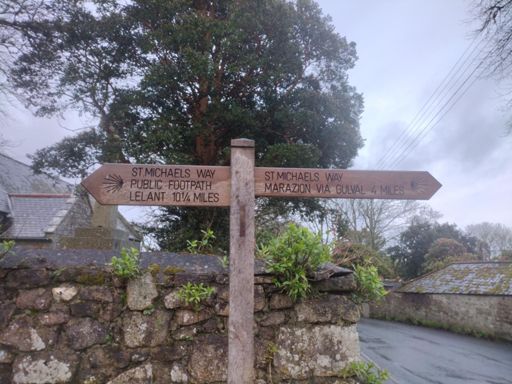 ST.MICHAELS WAY
PUBLIC FOOTPATH
LELANT 10¼ MILES
ST.MICHAELS WAY
MARAZION VIA GULVAL 4 MILES